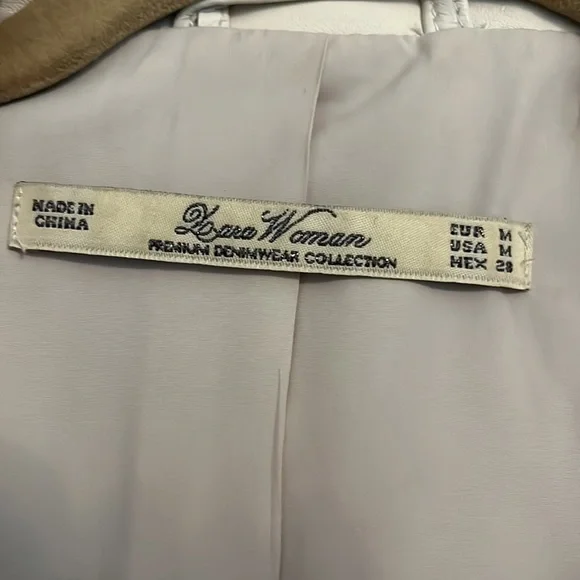 MADE IN
CHINA
Zara Woman
PREMIUM DENIMWEAR COLLECTION
EUR M
USA M
MEX 28